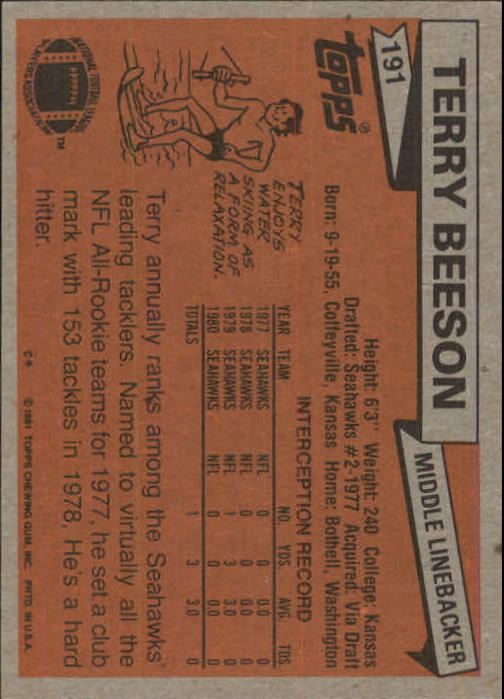 191
TERRY BEESON
MIDDLE LINEBACKER
topps®
Height: 6'3" Weight: 240 College: Kansas
Drafted: Seahawks #2-1977 Acquired: Via Draft
Born: 9-19-55, Coffeyville, Kansas Home: Bothell, Washington
INTERCEPTION RECORD
YEAR TEAM NO. YDS. AVG. TDS.
1977 SEAHAWKS NFL 0 0 0.0 0
1978 SEAHAWKS NFL 0 0 0.0 0
1979 SEAHAWKS NFL 1 3 3.0 0
1980 SEAHAWKS NFL 0 0 0.0 0
TOTALS 1 3 3.0 0
TERRY
ENJOYS
WATER
SKIING AS
A FORM OF
RELAXATION.
NATIONAL FOOTBALL LEAGUE
PLAYERS ASSOCIATION
TM
Terry annually ranks among the Seahawks'
leading tacklers. Named to virtually all the
NFL All-Rookie teams for 1977, he set a club
mark with 153 tackles in 1978. He's a hard
hitter.
© 1981 TOPPS CHEWING GUM, INC. PRTD. IN U.S.A.